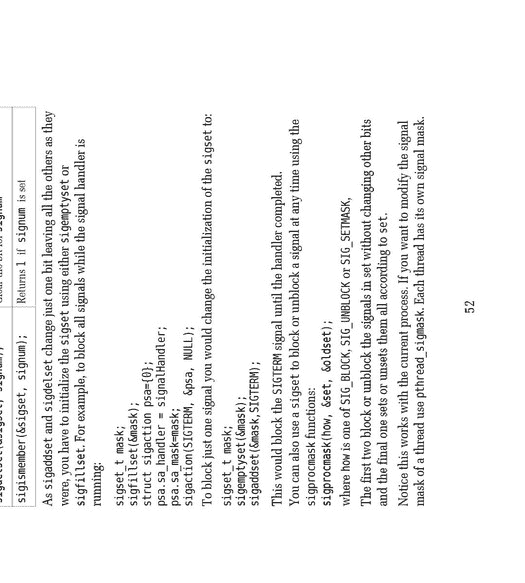 sigismember(&sigset, signum);
Returns 1 if signum is set
As sigaddset and sigdelset change just one bit leaving all the others as they
were, you have to initialize the sigset using either sigemptyset or
sigfillset. For example, to block all signals while the signal handler is
running:
sigset_t mask;
sigfillset(&mask);
struct sigaction psa={0};
psa.sa_handler = signalHandler;
psa.sa_mask=mask;
sigaction(SIGTERM, &psa, NULL);
To block just one signal you would change the initialization of the sigset to:
sigset_t mask;
sigemptyset(&mask);
sigaddset(&mask,SIGTERM);
This would block the SIGTERM signal until the handler completed.
You can also use a sigset to block or unblock a signal at any time using the
sigprocmask functions:
sigprocmask(how, &set, &oldset);
where how is one of SIG_BLOCK, SIG_UNBLOCK or SIG_SETMASK,
The first two block or unblock the signals in set without changing other bits
and the final one sets or unsets them all according to set.
Notice this works with the current process. If you want to modify the signal
mask of a thread use pthread_sigmask. Each thread has its own signal mask.
52